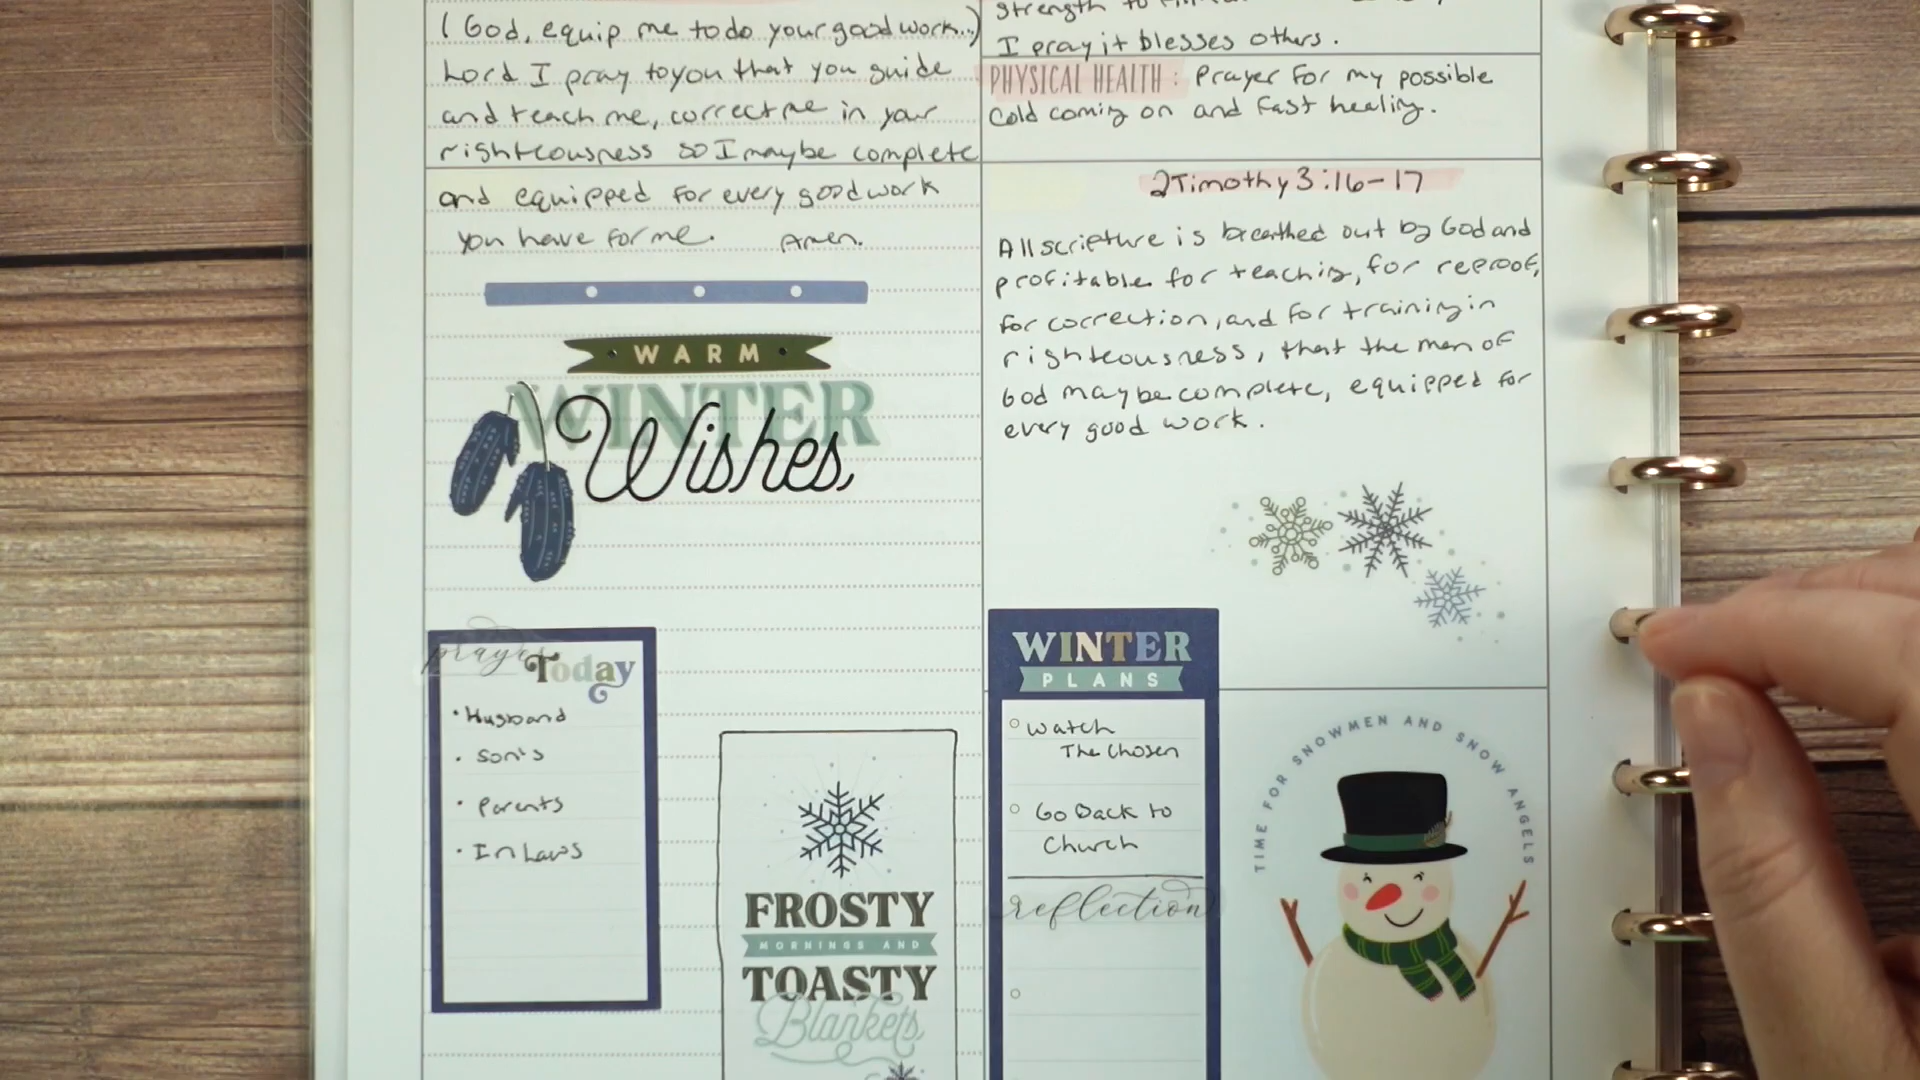 ( God, equip me to do your good work...)
Lord I pray to you that you guide
and teach me, correct me in your
righteousness so I maybe complete
and equipped for every good work
you have for me. Amen.
WARM
WINTER
Wishes
prayer Today
• Husband
• Son's
• Parents
• In Laws
FROSTY
MORNINGS AND
TOASTY
Blankets
strength to
I pray it blesses others.
PHYSICAL HEALTH : Prayer for my possible
Cold coming on and fast healing.
2 Timothy 3:16-17
All scripture is breathed out by God and
profitable for teaching, for reproof,
for correction, and for training in
righteousness, that the man of
God may be complete, equipped for
every good work.
WINTER
PLANS
Watch
The Chosen
Go Back to
Church
reflection
TIME FOR SNOWMEN AND SNOW ANGELS